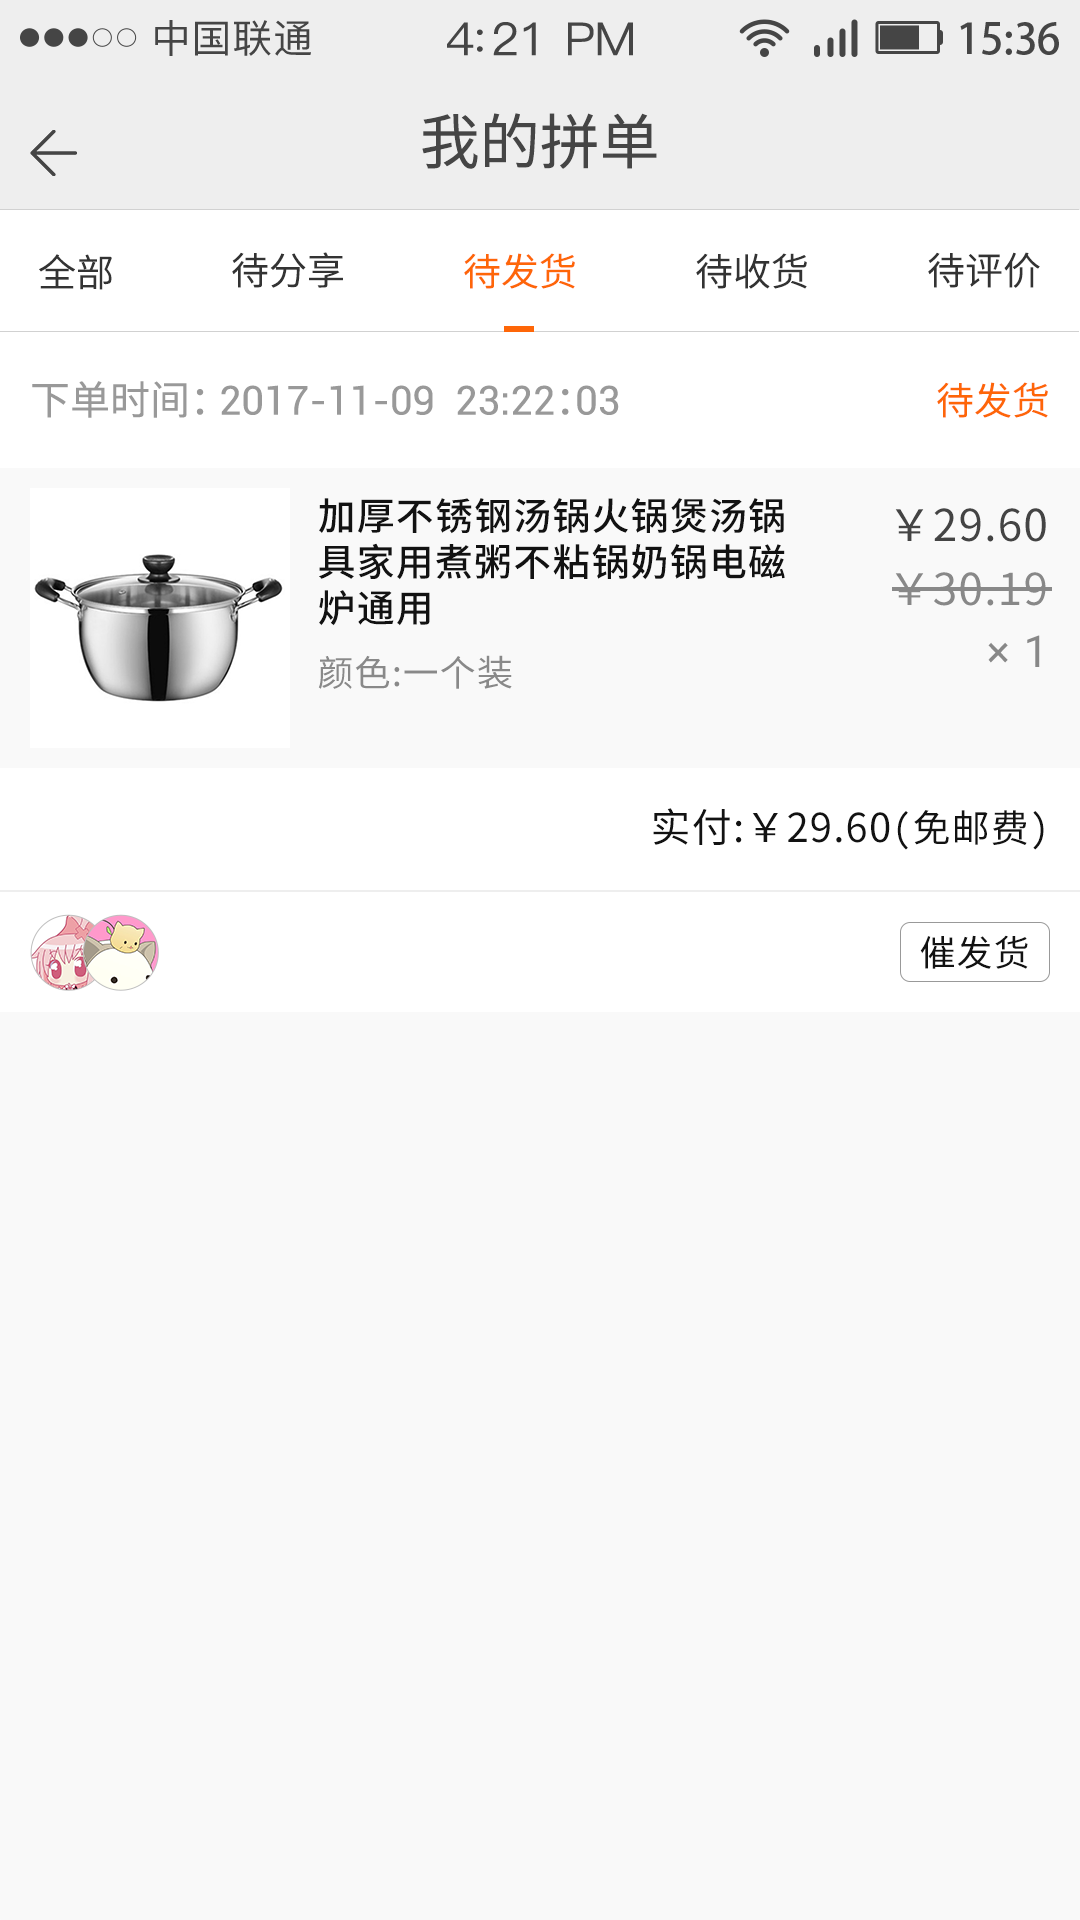 中国联通 4:21 PM 15:36
我的拼单
全部 待分享 待发货 待收货 待评价
下单时间：2017-11-09 23:22:03 待发货
加厚不锈钢汤锅火锅煲汤锅 ￥29.60
具家用煮粥不粘锅奶锅电磁 ￥30.19
炉通用
× 1
颜色:一个装
实付:￥29.60(免邮费)
催发货